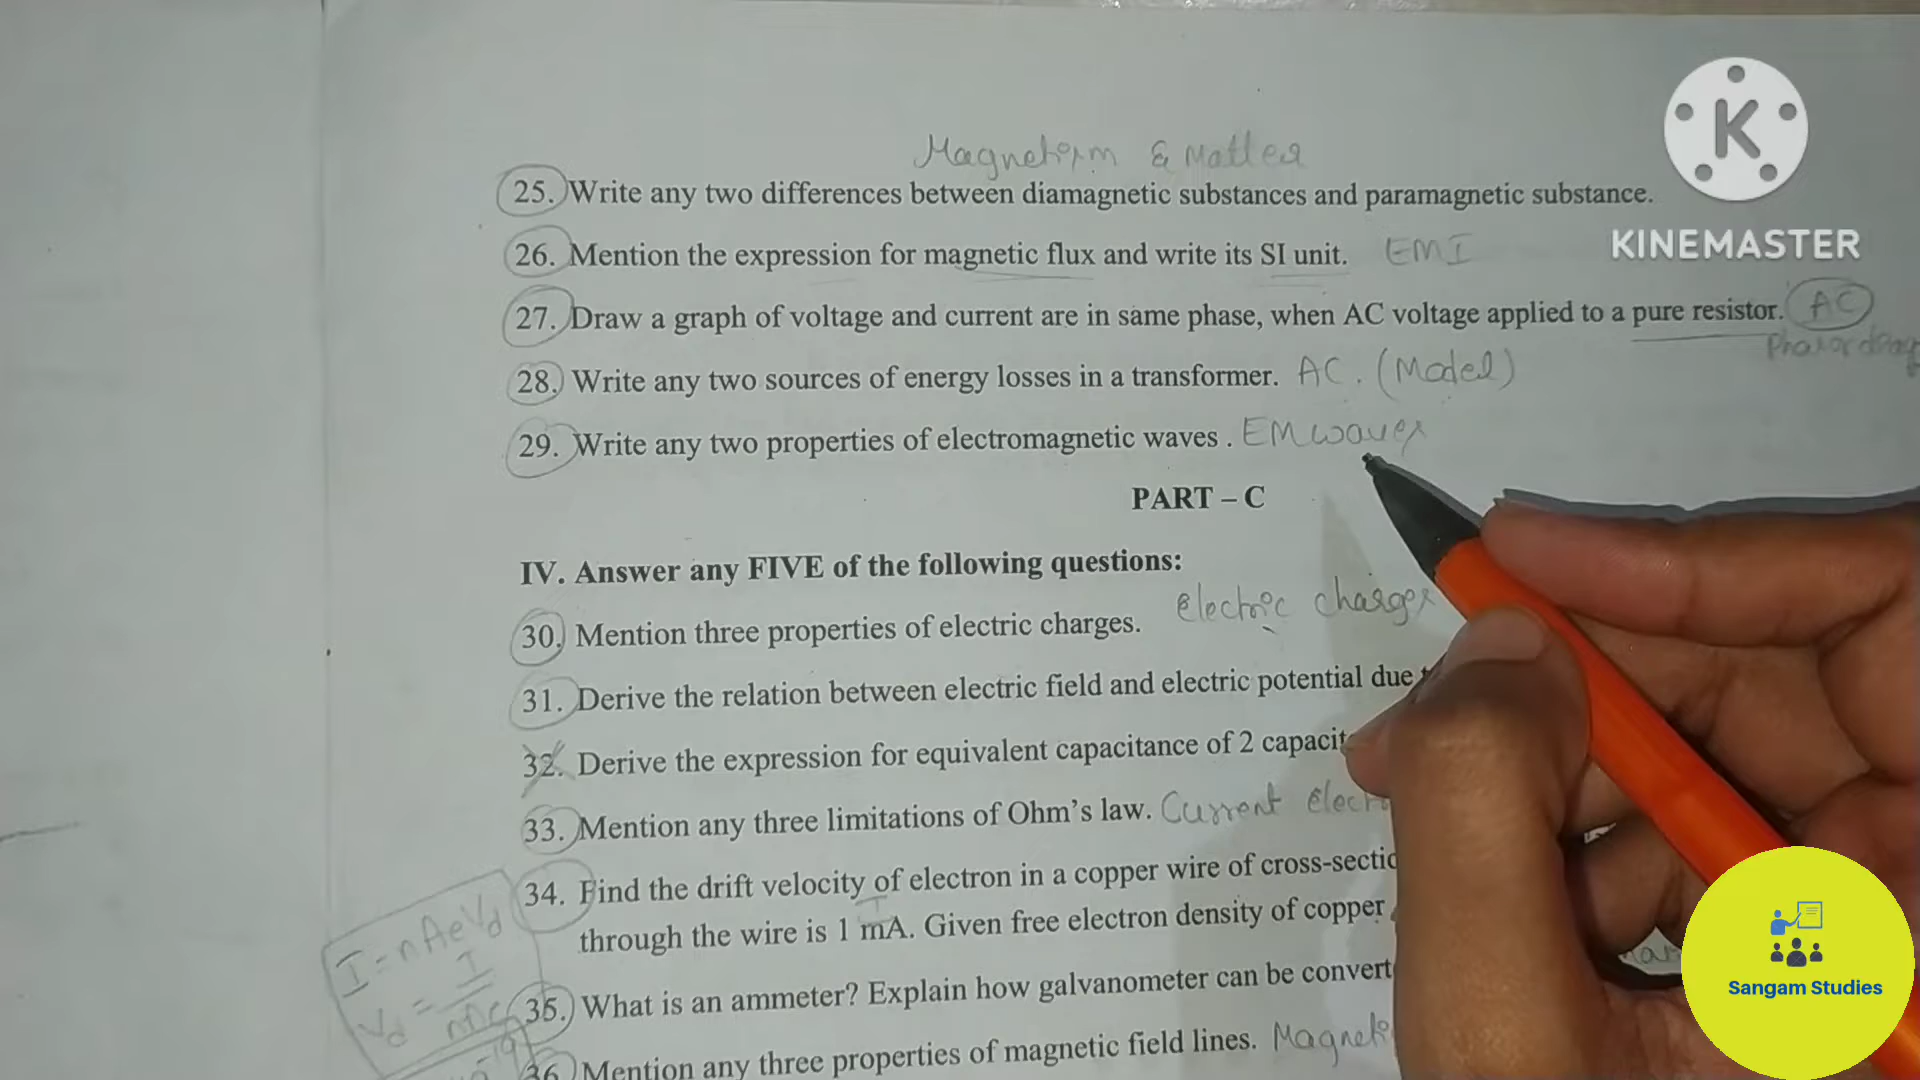 Magnetism & Matter
25. Write any two differences between diamagnetic substances and paramagnetic substance.
26. Mention the expression for magnetic flux and write its SI unit. EMI
27. Draw a graph of voltage and current are in same phase, when AC voltage applied to a pure resistor. AC
28. Write any two sources of energy losses in a transformer. AC. (Model)
29. Write any two properties of electromagnetic waves. EM waves
PART – C
IV. Answer any FIVE of the following questions:
30. Mention three properties of electric charges. electric charges
31. Derive the relation between electric field and electric potential due
32. Derive the expression for equivalent capacitance of 2
33. Mention any three limitations of Ohm's law. Current
34. Find the drift velocity of electron in a copper wire of
through the wire is 1 mA. Given free electron density of copper
I = nAeVd
Vd = I
35. What is an ammeter? Explain how galvanometer can be
36. Mention any three properties of magnetic field lines.
K
KINEMASTER
Sangam Studies